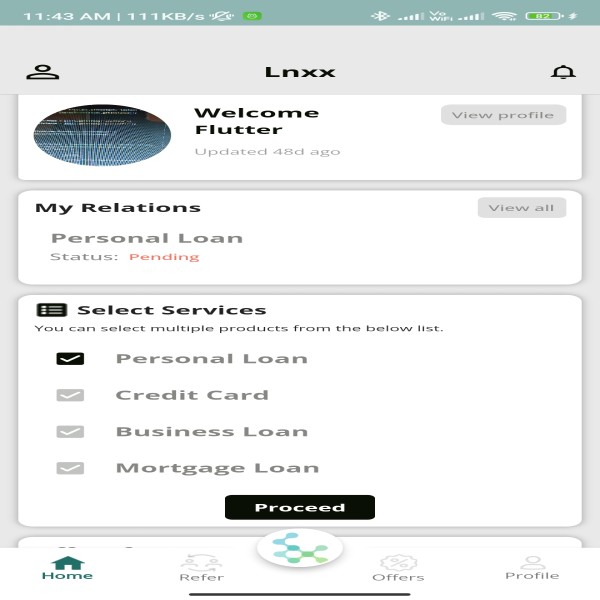 11:43 AM | 111KB/s
Vo
WiFi
82
Lnxx
Welcome
Flutter
View profile
Updated 48d ago
My Relations
View all
Personal Loan
Status: Pending
Select Services
You can select multiple products from the below list.
Personal Loan
Credit Card
Business Loan
Mortgage Loan
Proceed
Home
Refer
Offers
Profile